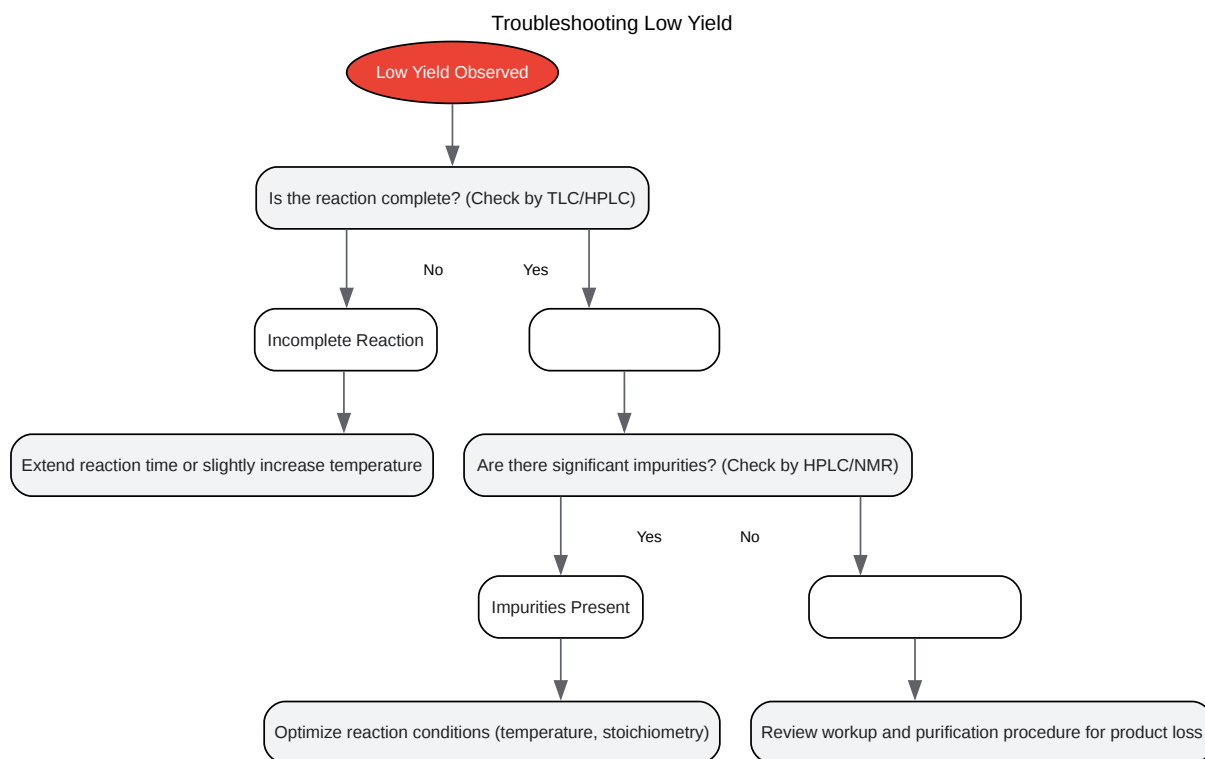 Troubleshooting Low Yield
Low Yield Observed
Is the reaction complete? (Check by TLC/HPLC)
No
Yes
Incomplete Reaction
Extend reaction time or slightly increase temperature
Are there significant impurities? (Check by HPLC/NMR)
Yes
No
Impurities Present
Optimize reaction conditions (temperature, stoichiometry)
Review workup and purification procedure for product loss